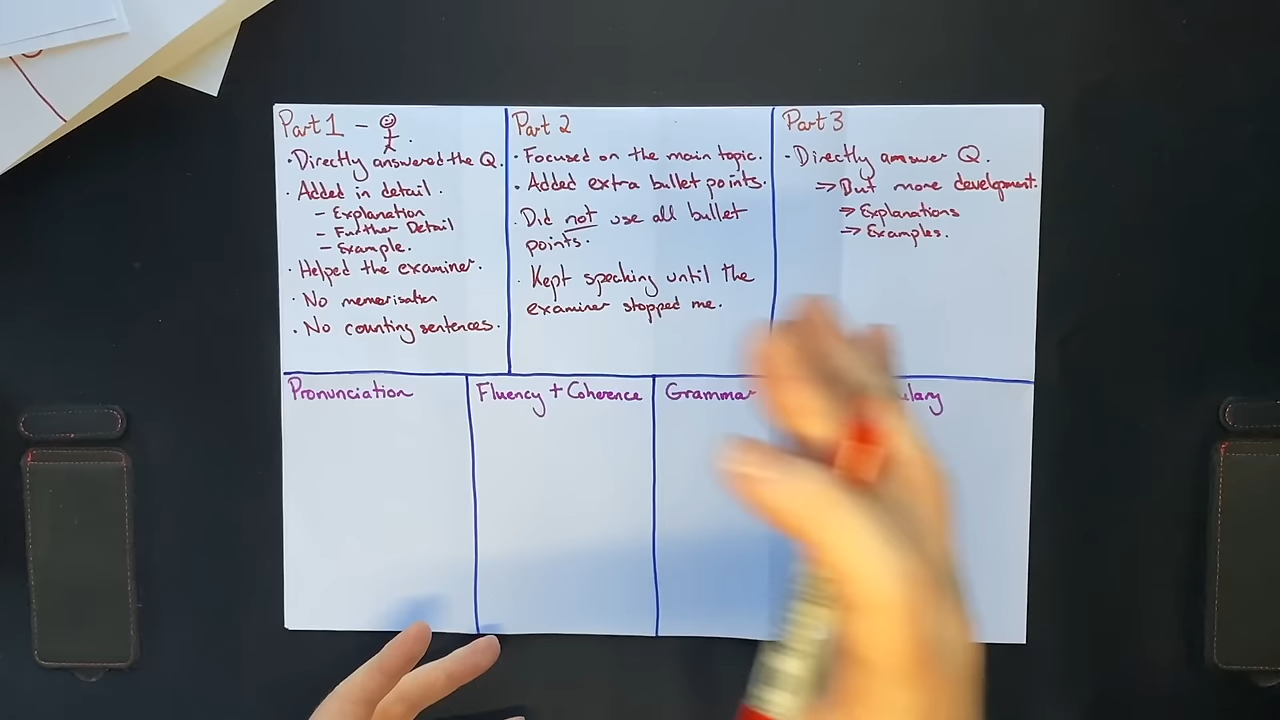 Part 1 -
· Directly answered the Q.
· Added in detail.
- Explanation
- Further Detail
- Example.
· Helped the examiner.
· No memorisation
· No counting sentences.
Part 2
· Focused on the main topic.
· Added extra bullet points.
· Did not use all bullet
points.
· Kept speaking until the
examiner stopped me.
Part 3
· Directly answer Q.
⇒ But more development.
→ Explanations
→ Examples.
Pronunciation
Fluency + Coherence
Grammar